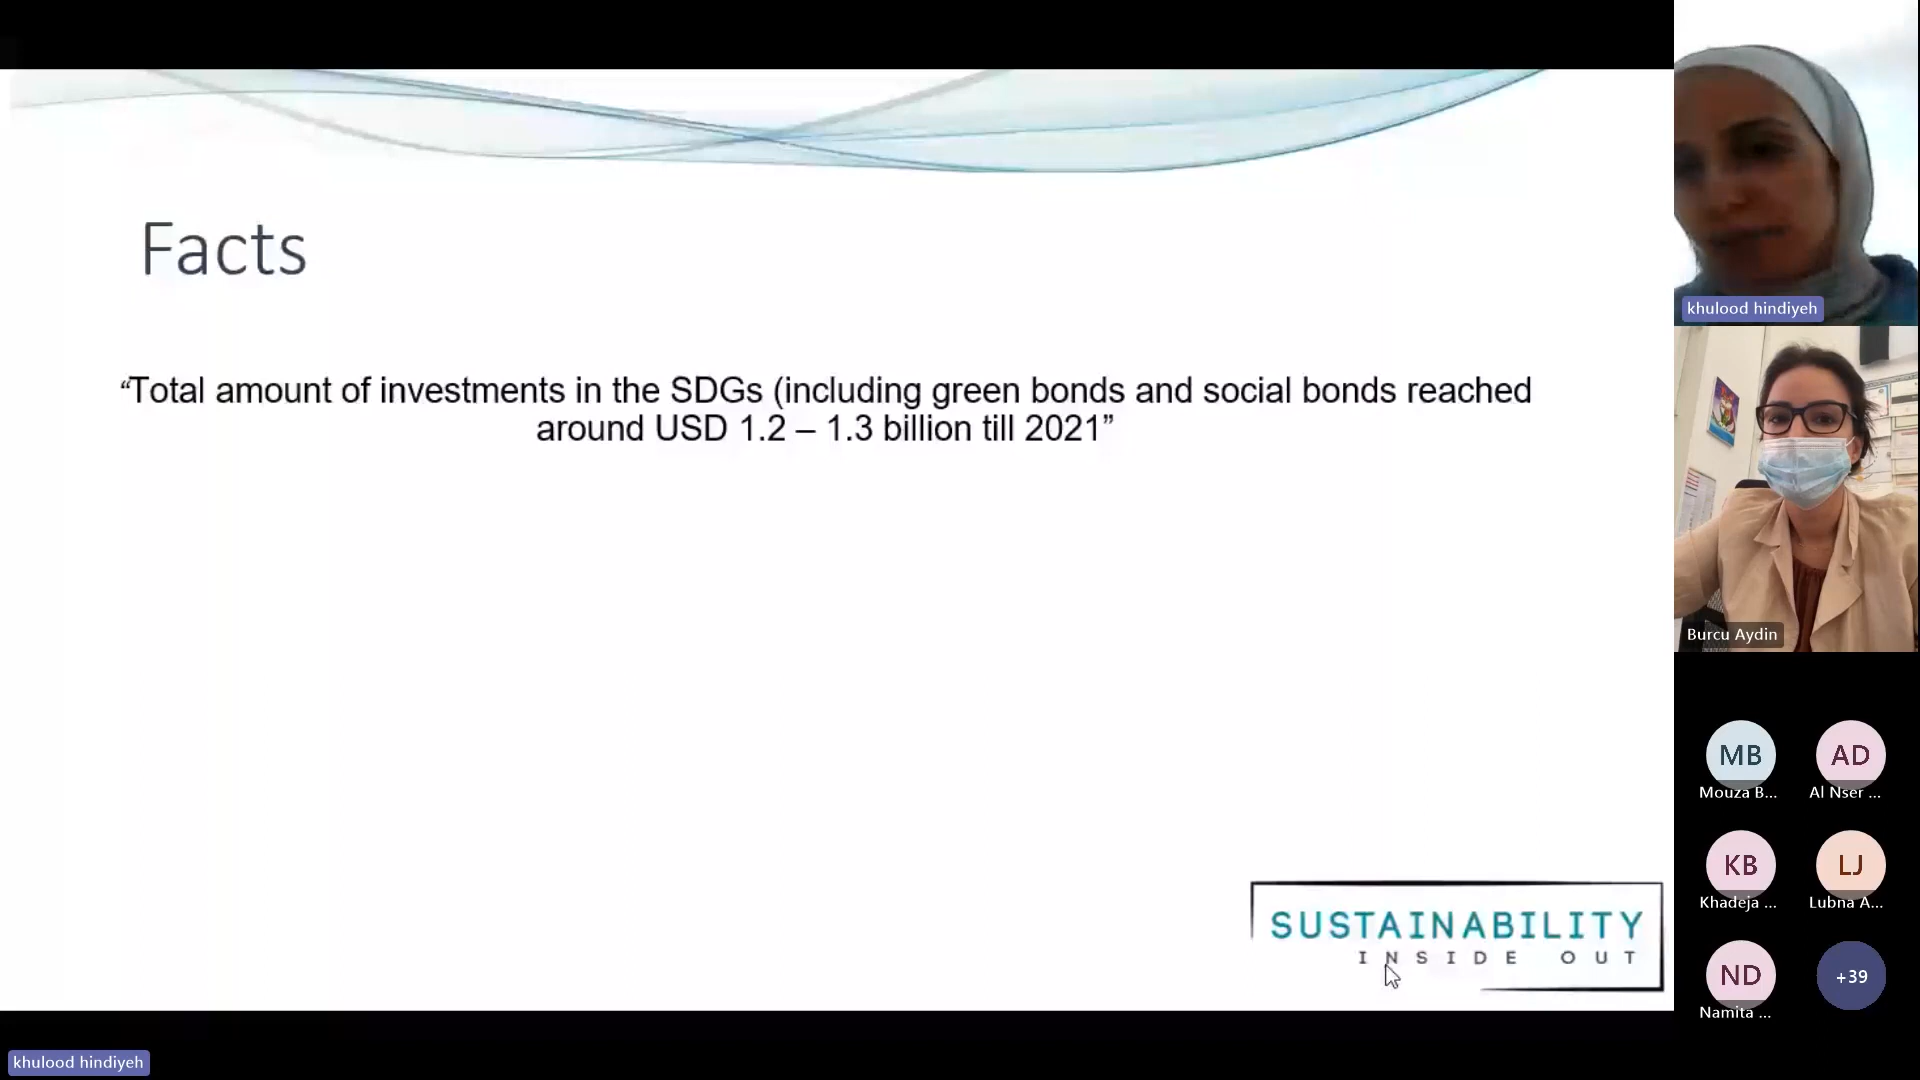 Facts
“Total amount of investments in the SDGs (including green bonds and social bonds reached
around USD 1.2 – 1.3 billion till 2021”
SUSTAINABILITY
INSIDE OUT
khulood hindiyeh
Burcu Aydin
MB
Mouza B...
AD
Al Nser ...
KB
Khadeja ...
LJ
Lubna A...
ND
Namita ...
+39
khulood hindiyeh